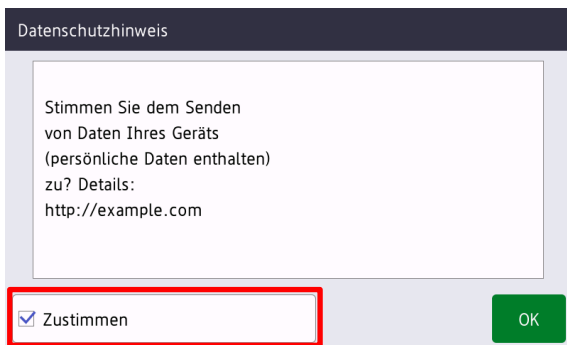 Datenschutzhinweis
Stimmen Sie dem Senden
von Daten Ihres Geräts
(persönliche Daten enthalten)
zu? Details:
http://example.com
Zustimmen
OK